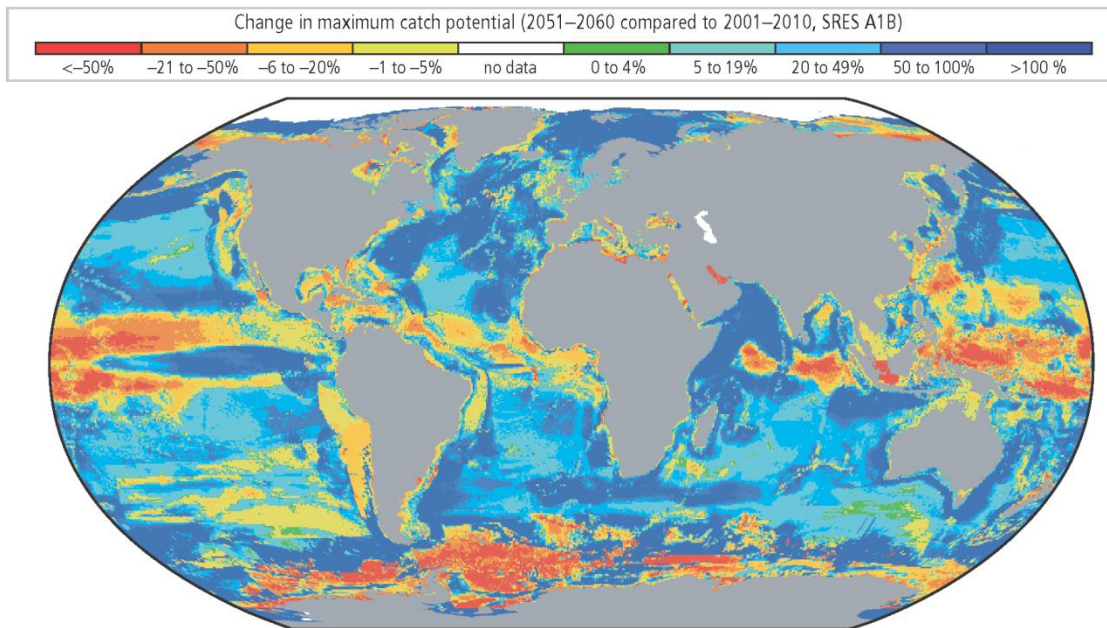 Change in maximum catch potential (2051–2060 compared to 2001–2010, SRES A1B)
<–50% –21 to –50% –6 to –20% –1 to –5% no data 0 to 4% 5 to 19% 20 to 49% 50 to 100% >100 %